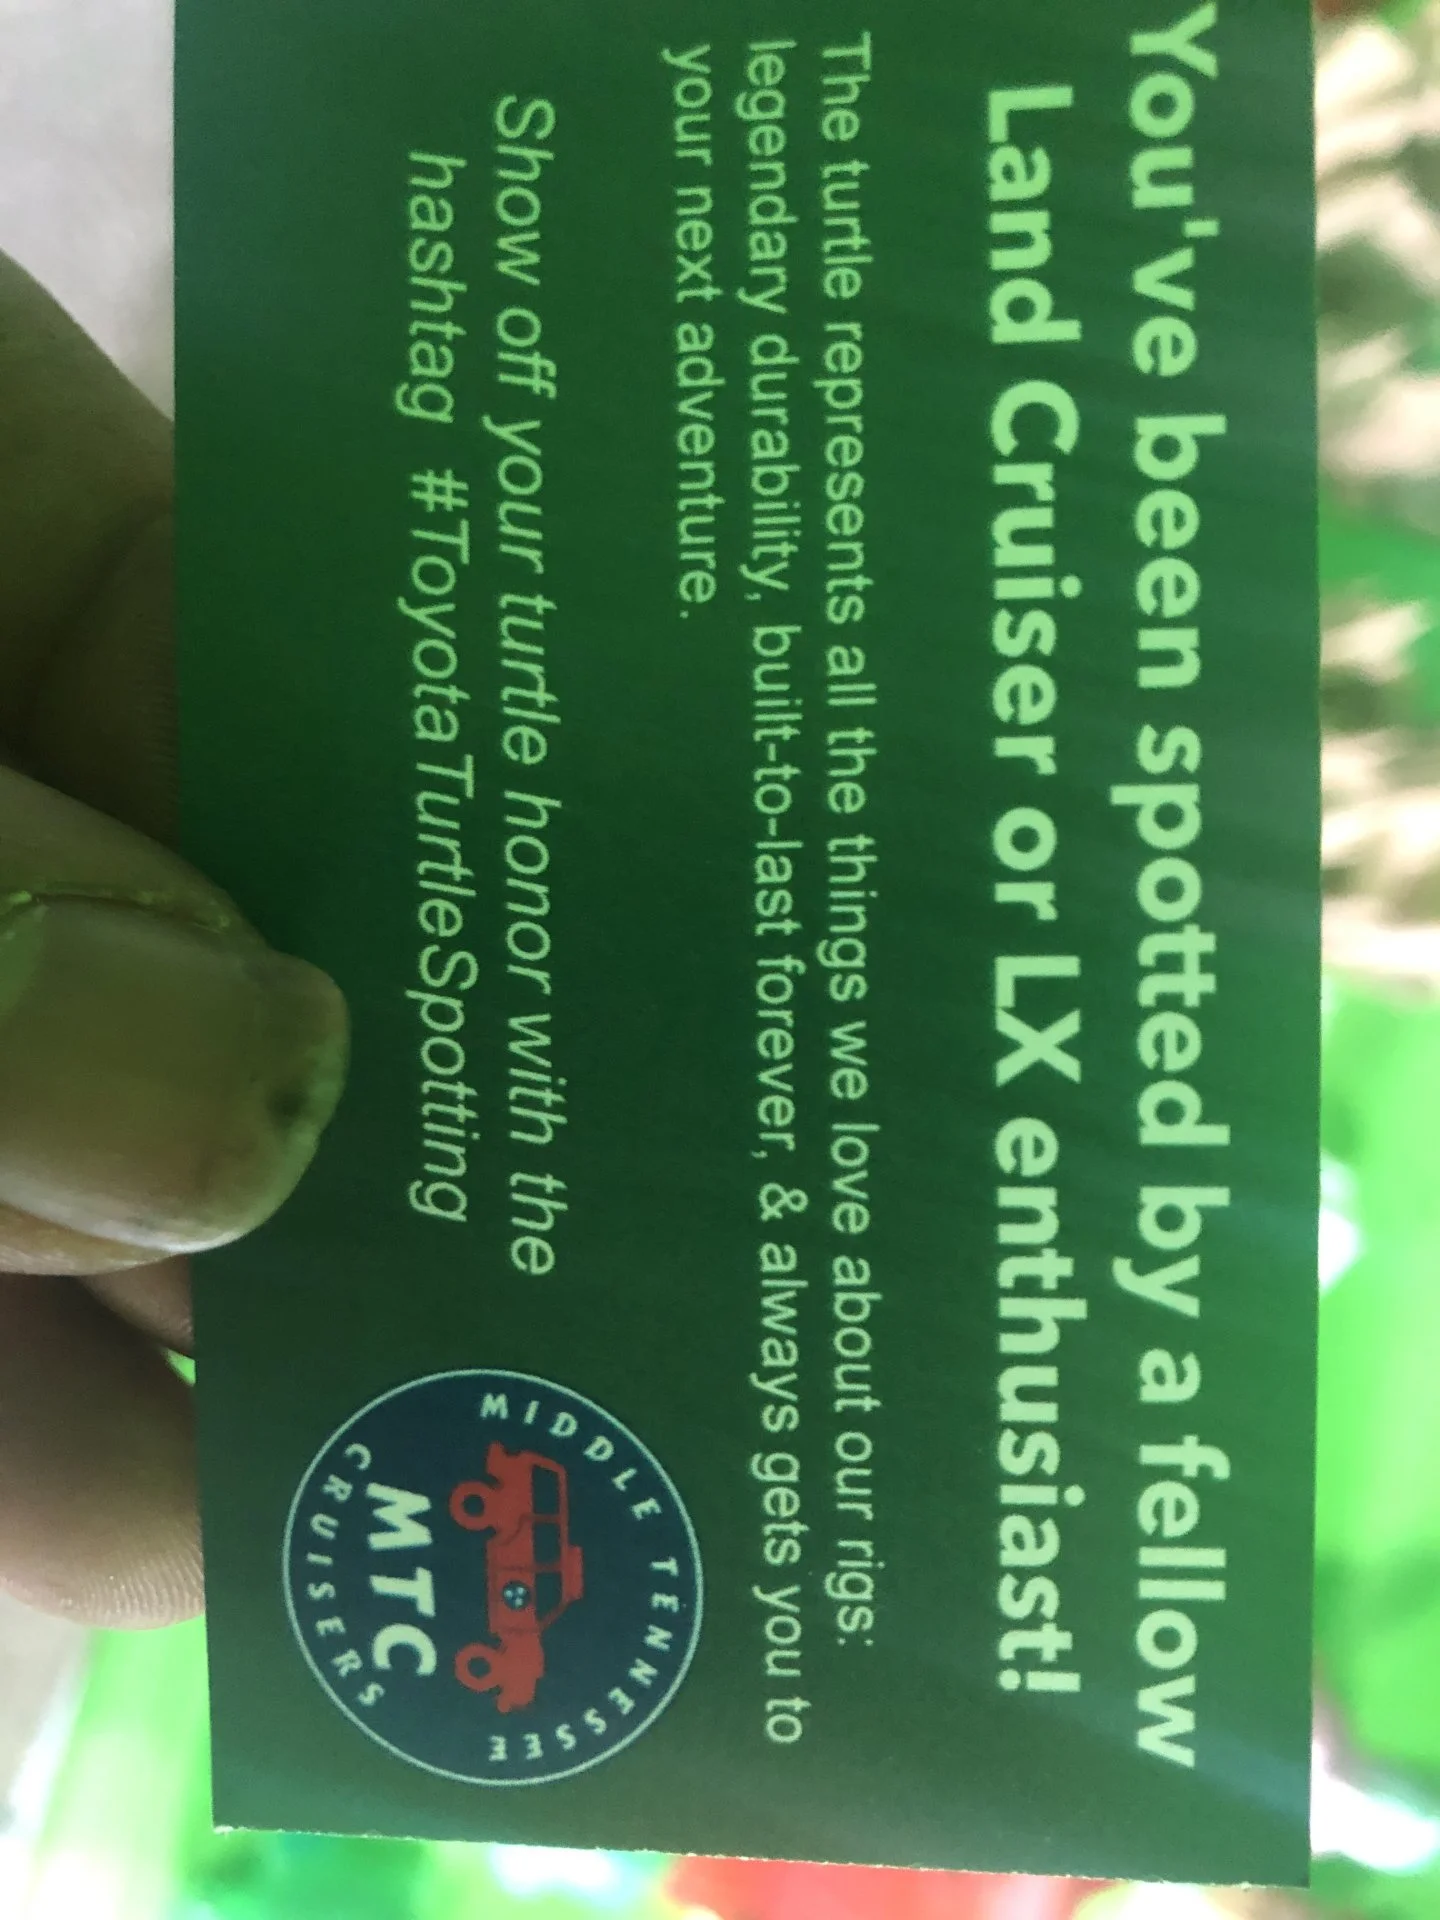 You've been spotted by a fellow
Land Cruiser or LX enthusiast!
The turtle represents all the things we love about our rigs:
legendary durability, built-to-last forever, & always gets you to
your next adventure.
Show off your turtle honor with the
hashtag #ToyotaTurtleSpotting
MIDDLE TENNESSEE
MTC
CRUISERS